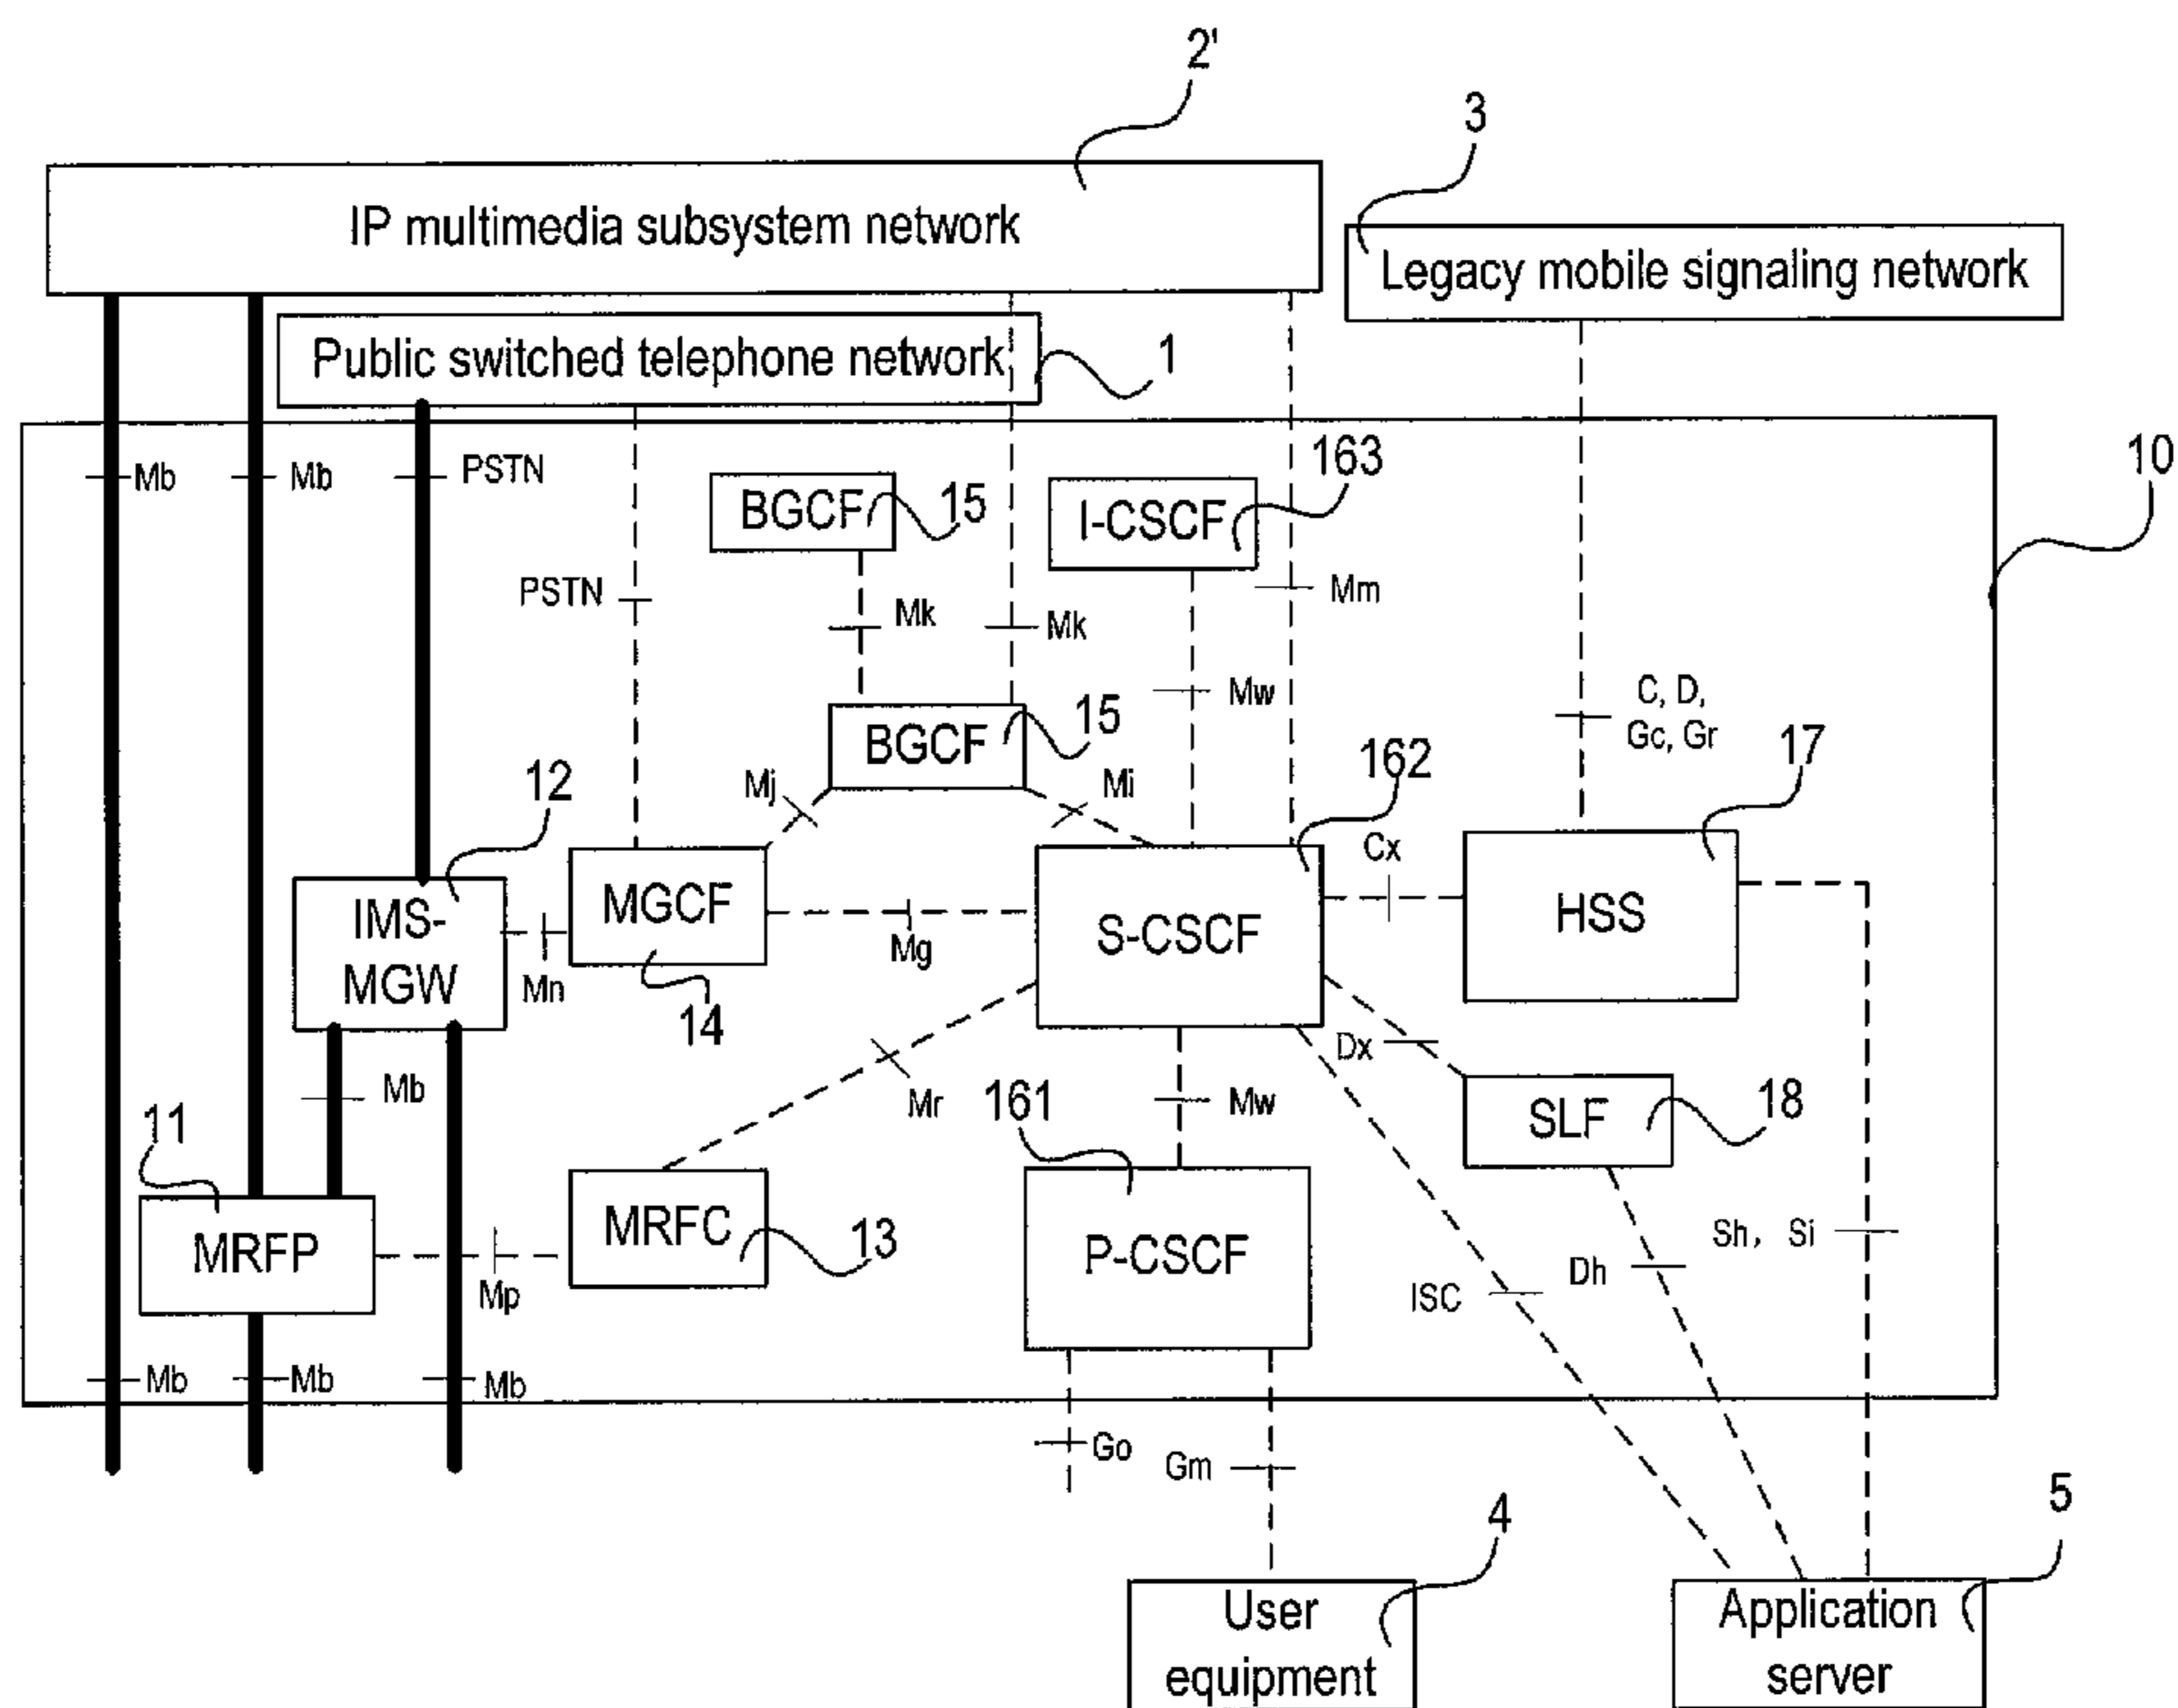 2'
3
IP multimedia subsystem network
Legacy mobile signaling network
Public switched telephone network
1
10
163
Mb
Mb
PSTN
BGCF
15
I-CSCF
PSTN
Mk
Mk
Mm
Mw
C, D,
Gc, Gr
BGCF
15
162
17
12
Mj
Mi
Cx
IMS-
MGW
MGCF
S-CSCF
HSS
Mn
Mg
14
Dx
Mb
Mr
161
Mw
SLF
18
11
MRFP
MRFC
13
P-CSCF
Sh, Si
Mp
ISC
Dh
Mb
Mb
Mb
Go
Gm
4
5
User
equipment
Application
server